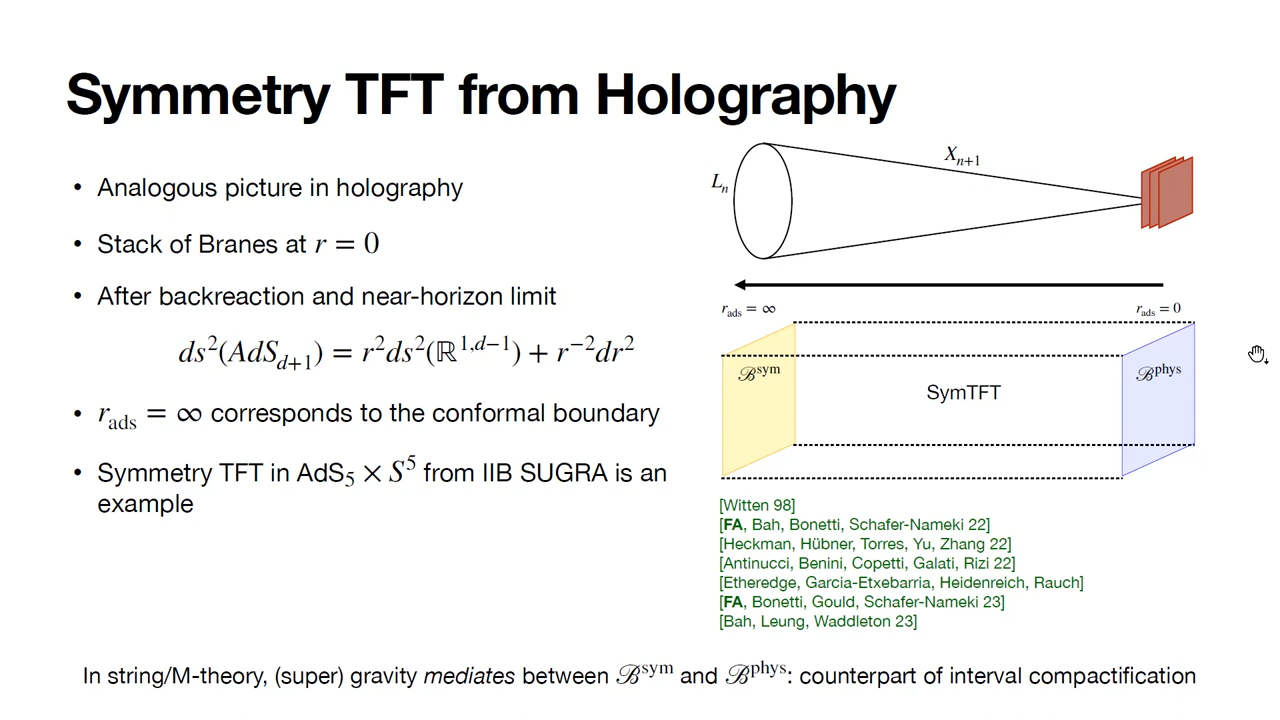 Symmetry TFT from Holography
• Analogous picture in holography
• Stack of Branes at r = 0
• After backreaction and near-horizon limit
ds²(AdS_{d+1}) = r²ds²(ℝ^{1,d−1}) + r^{−2}dr²
• r_ads = ∞ corresponds to the conformal boundary
• Symmetry TFT in AdS₅ × S⁵ from IIB SUGRA is an
example
L_n
X_{n+1}
r_ads = ∞
r_ads = 0
ℬ^sym
SymTFT
ℬ^phys
[Witten 98]
[FA, Bah, Bonetti, Schafer-Nameki 22]
[Heckman, Hübner, Torres, Yu, Zhang 22]
[Antinucci, Benini, Copetti, Galati, Rizi 22]
[Etheredge, Garcia-Etxebarria, Heidenreich, Rauch]
[FA, Bonetti, Gould, Schafer-Nameki 23]
[Bah, Leung, Waddleton 23]
In string/M-theory, (super) gravity mediates between ℬ^sym and ℬ^phys: counterpart of interval compactification